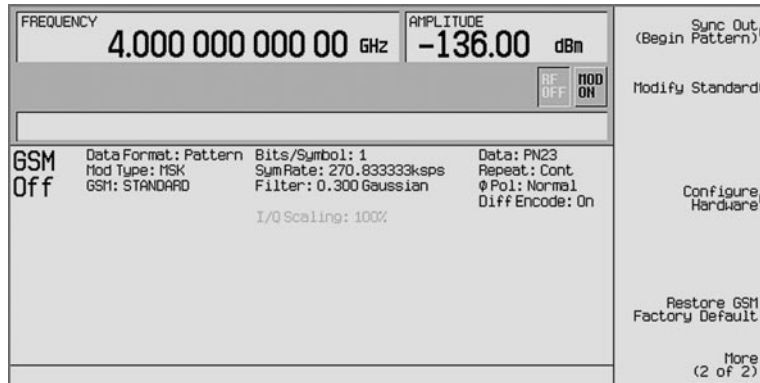 FREQUENCY
4.000 000 000 00 GHz
AMPLITUDE
-136.00 dBm
RF
OFF
MOD
ON
GSM
Off
Data Format: Pattern
Mod Type: MSK
GSM: STANDARD
Bits/Symbol: 1
Sym Rate: 270.833333ksps
Filter: 0.300 Gaussian
I/Q Scaling: 100%
Data: PN23
Repeat: Cont
Φ Pol: Normal
Diff Encode: On
Sync Out
(Begin Pattern)
Modify Standard
Configure
Hardware
Restore GSM
Factory Default
More
(2 of 2)